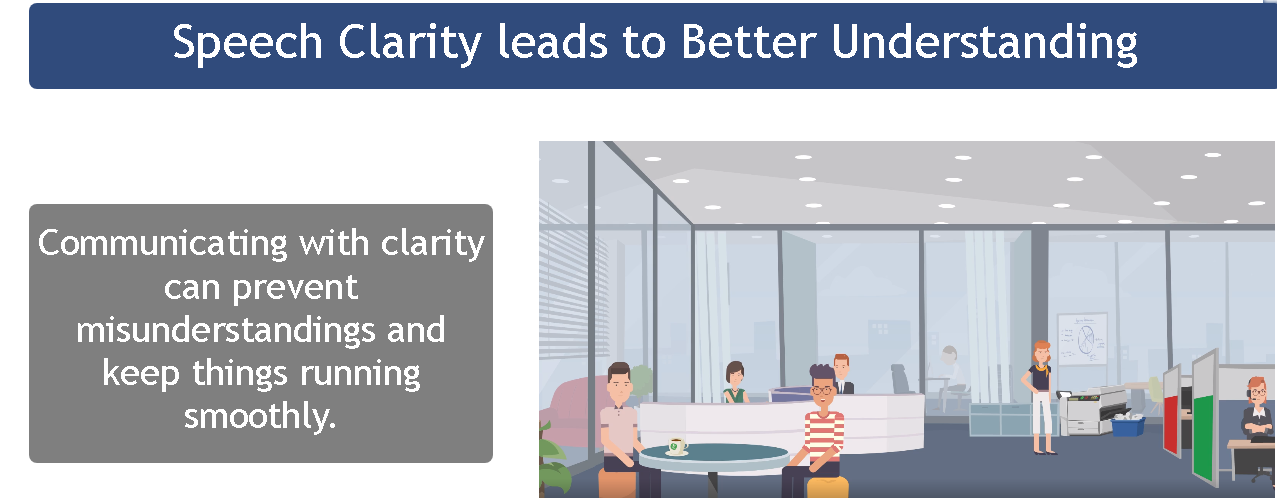 Speech Clarity leads to Better Understanding
Communicating with clarity
can prevent
misunderstandings and
keep things running
smoothly.